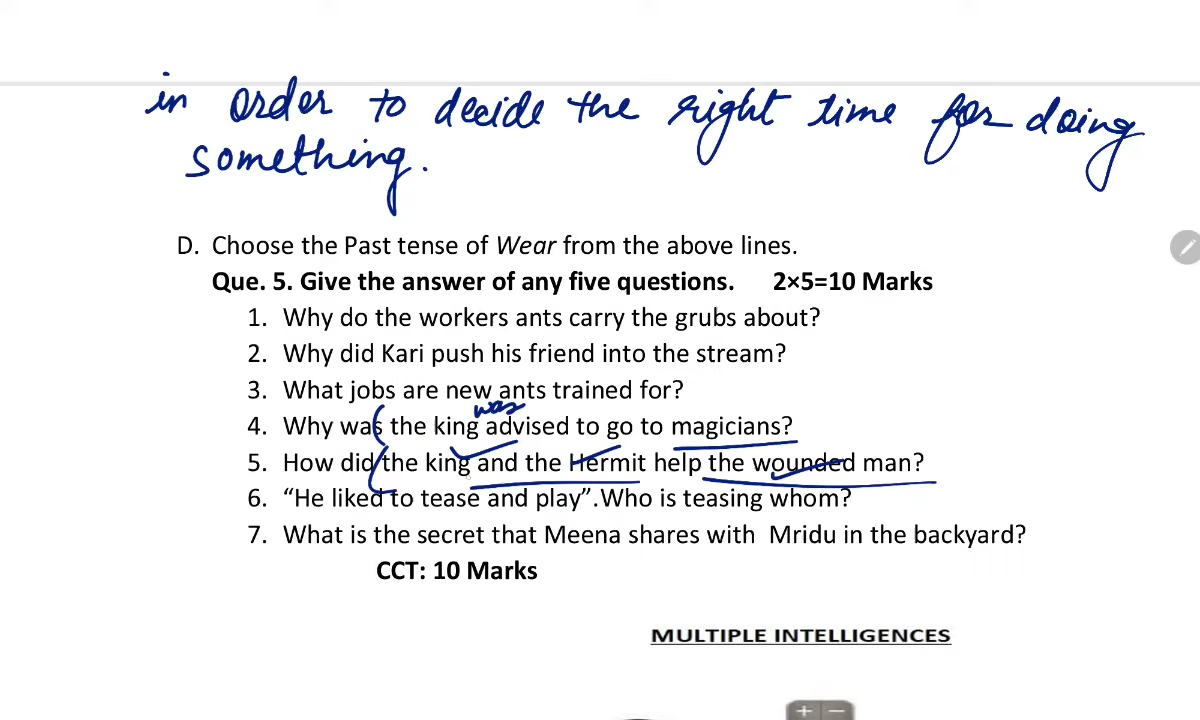 in order to decide the right time for doing
something.
D. Choose the Past tense of Wear from the above lines.
Que. 5. Give the answer of any five questions. 2×5=10 Marks
1. Why do the workers ants carry the grubs about?
2. Why did Kari push his friend into the stream?
3. What jobs are new ants trained for?
was
4. Why was the king advised to go to magicians?
5. How did the king and the Hermit help the wounded man?
6. “He liked to tease and play”.Who is teasing whom?
7. What is the secret that Meena shares with Mridu in the backyard?
CCT: 10 Marks
MULTIPLE INTELLIGENCES